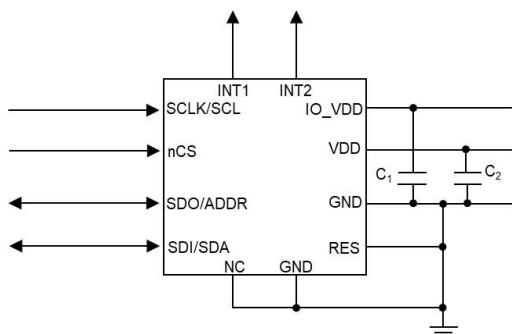 INT1 INT2
SCLK/SCL IO_VDD
nCS VDD
C1 C2
SDO/ADDR GND
SDI/SDA RES
NC GND